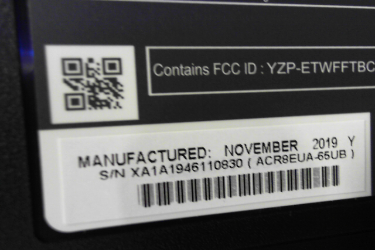 Contains FCC ID : YZP-ETWFFTBC
MANUFACTURED: NOVEMBER 2019 Y
S/N XA1A1946110830 ( ACR8EUA-65UB )